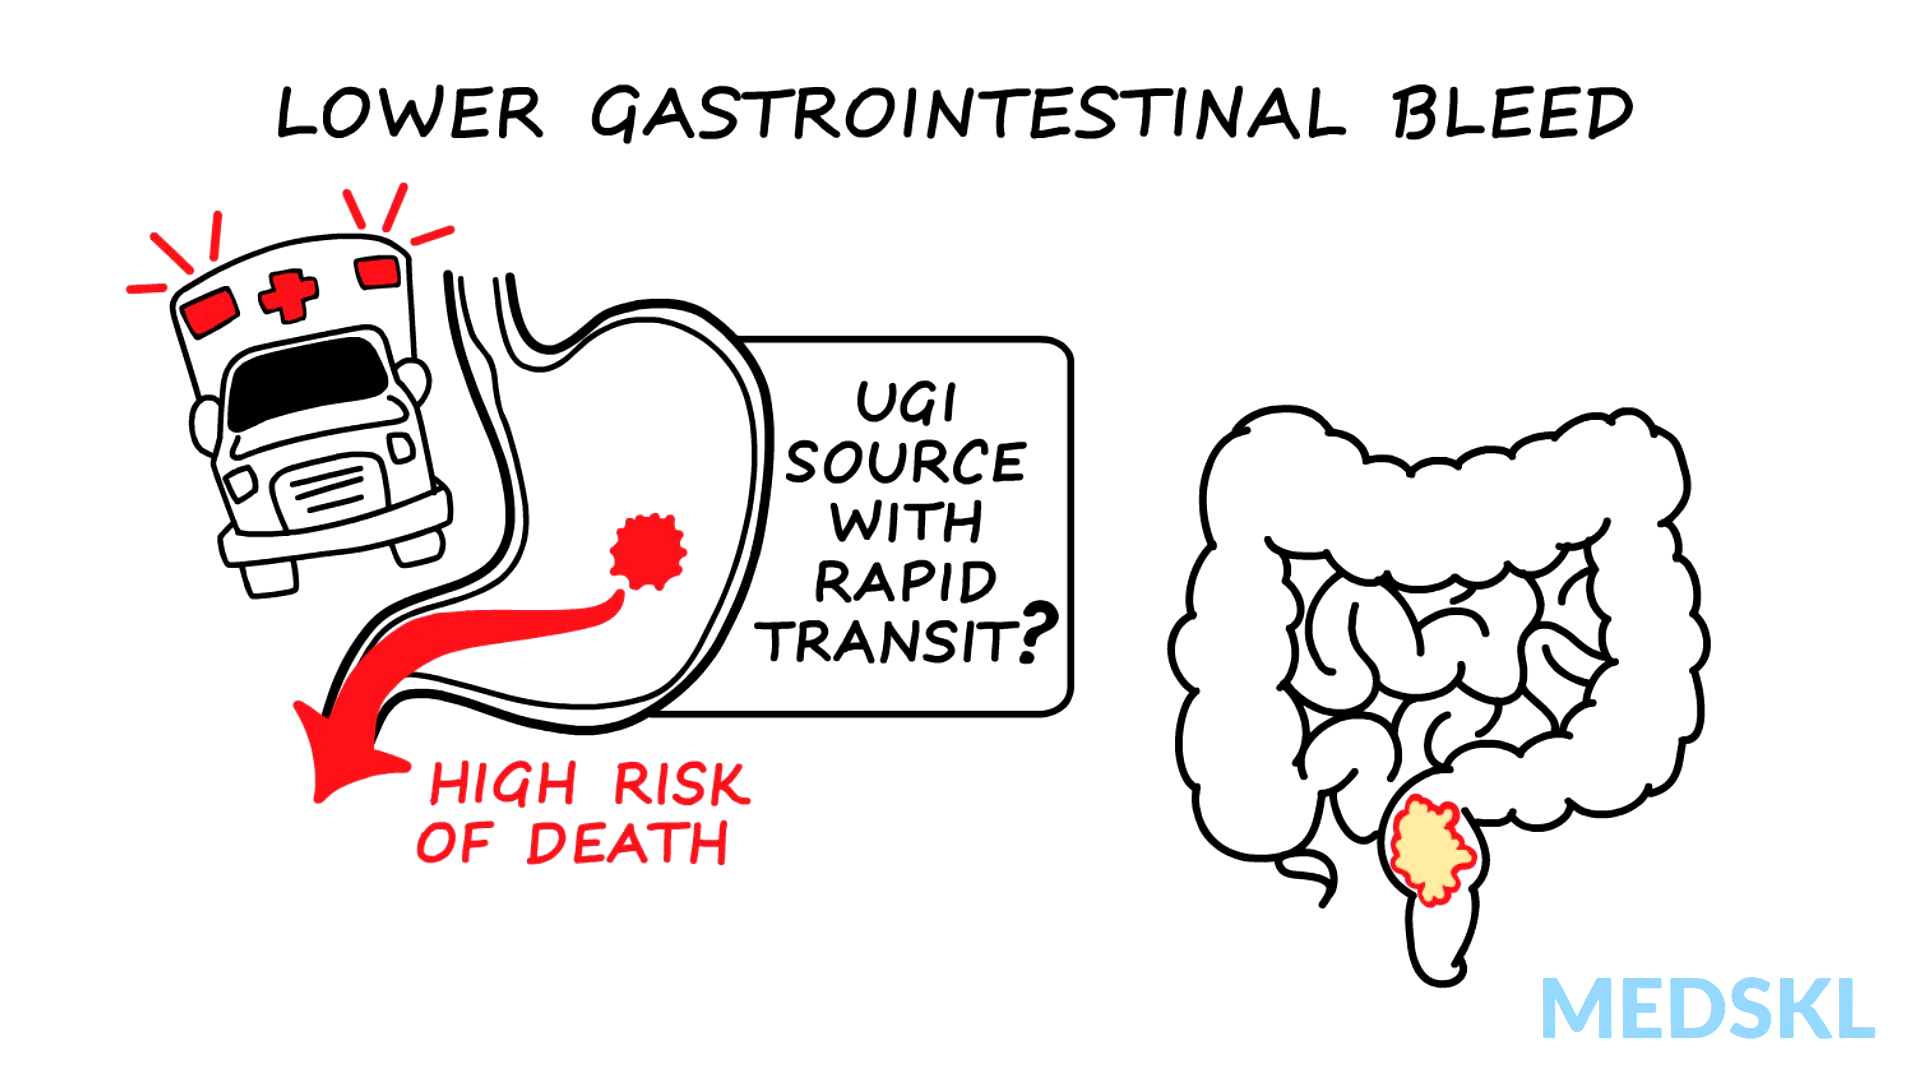 LOWER GASTROINTESTINAL BLEED
UGI
SOURCE
WITH
RAPID
TRANSIT?
HIGH RISK
OF DEATH
MEDSKL